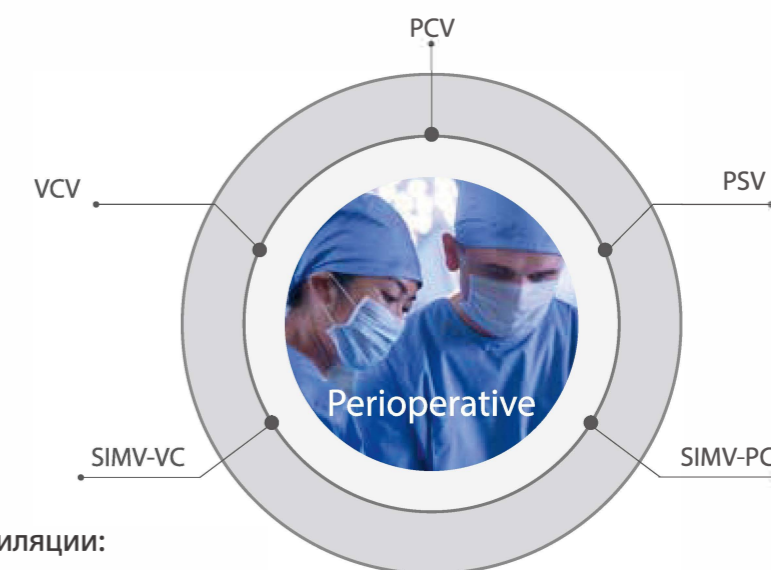 PCV
VCV
PSV
Perioperative
SIMV-VC
SIMV-PC
иляции: